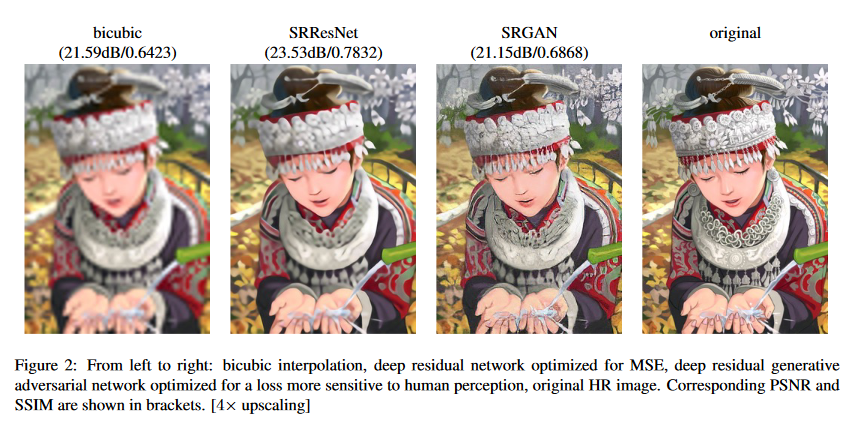 bicubic
(21.59dB/0.6423)
SRResNet
(23.53dB/0.7832)
SRGAN
(21.15dB/0.6868)
original
Figure 2: From left to right: bicubic interpolation, deep residual network optimized for MSE, deep residual generative
adversarial network optimized for a loss more sensitive to human perception, original HR image. Corresponding PSNR and
SSIM are shown in brackets. [4× upscaling]